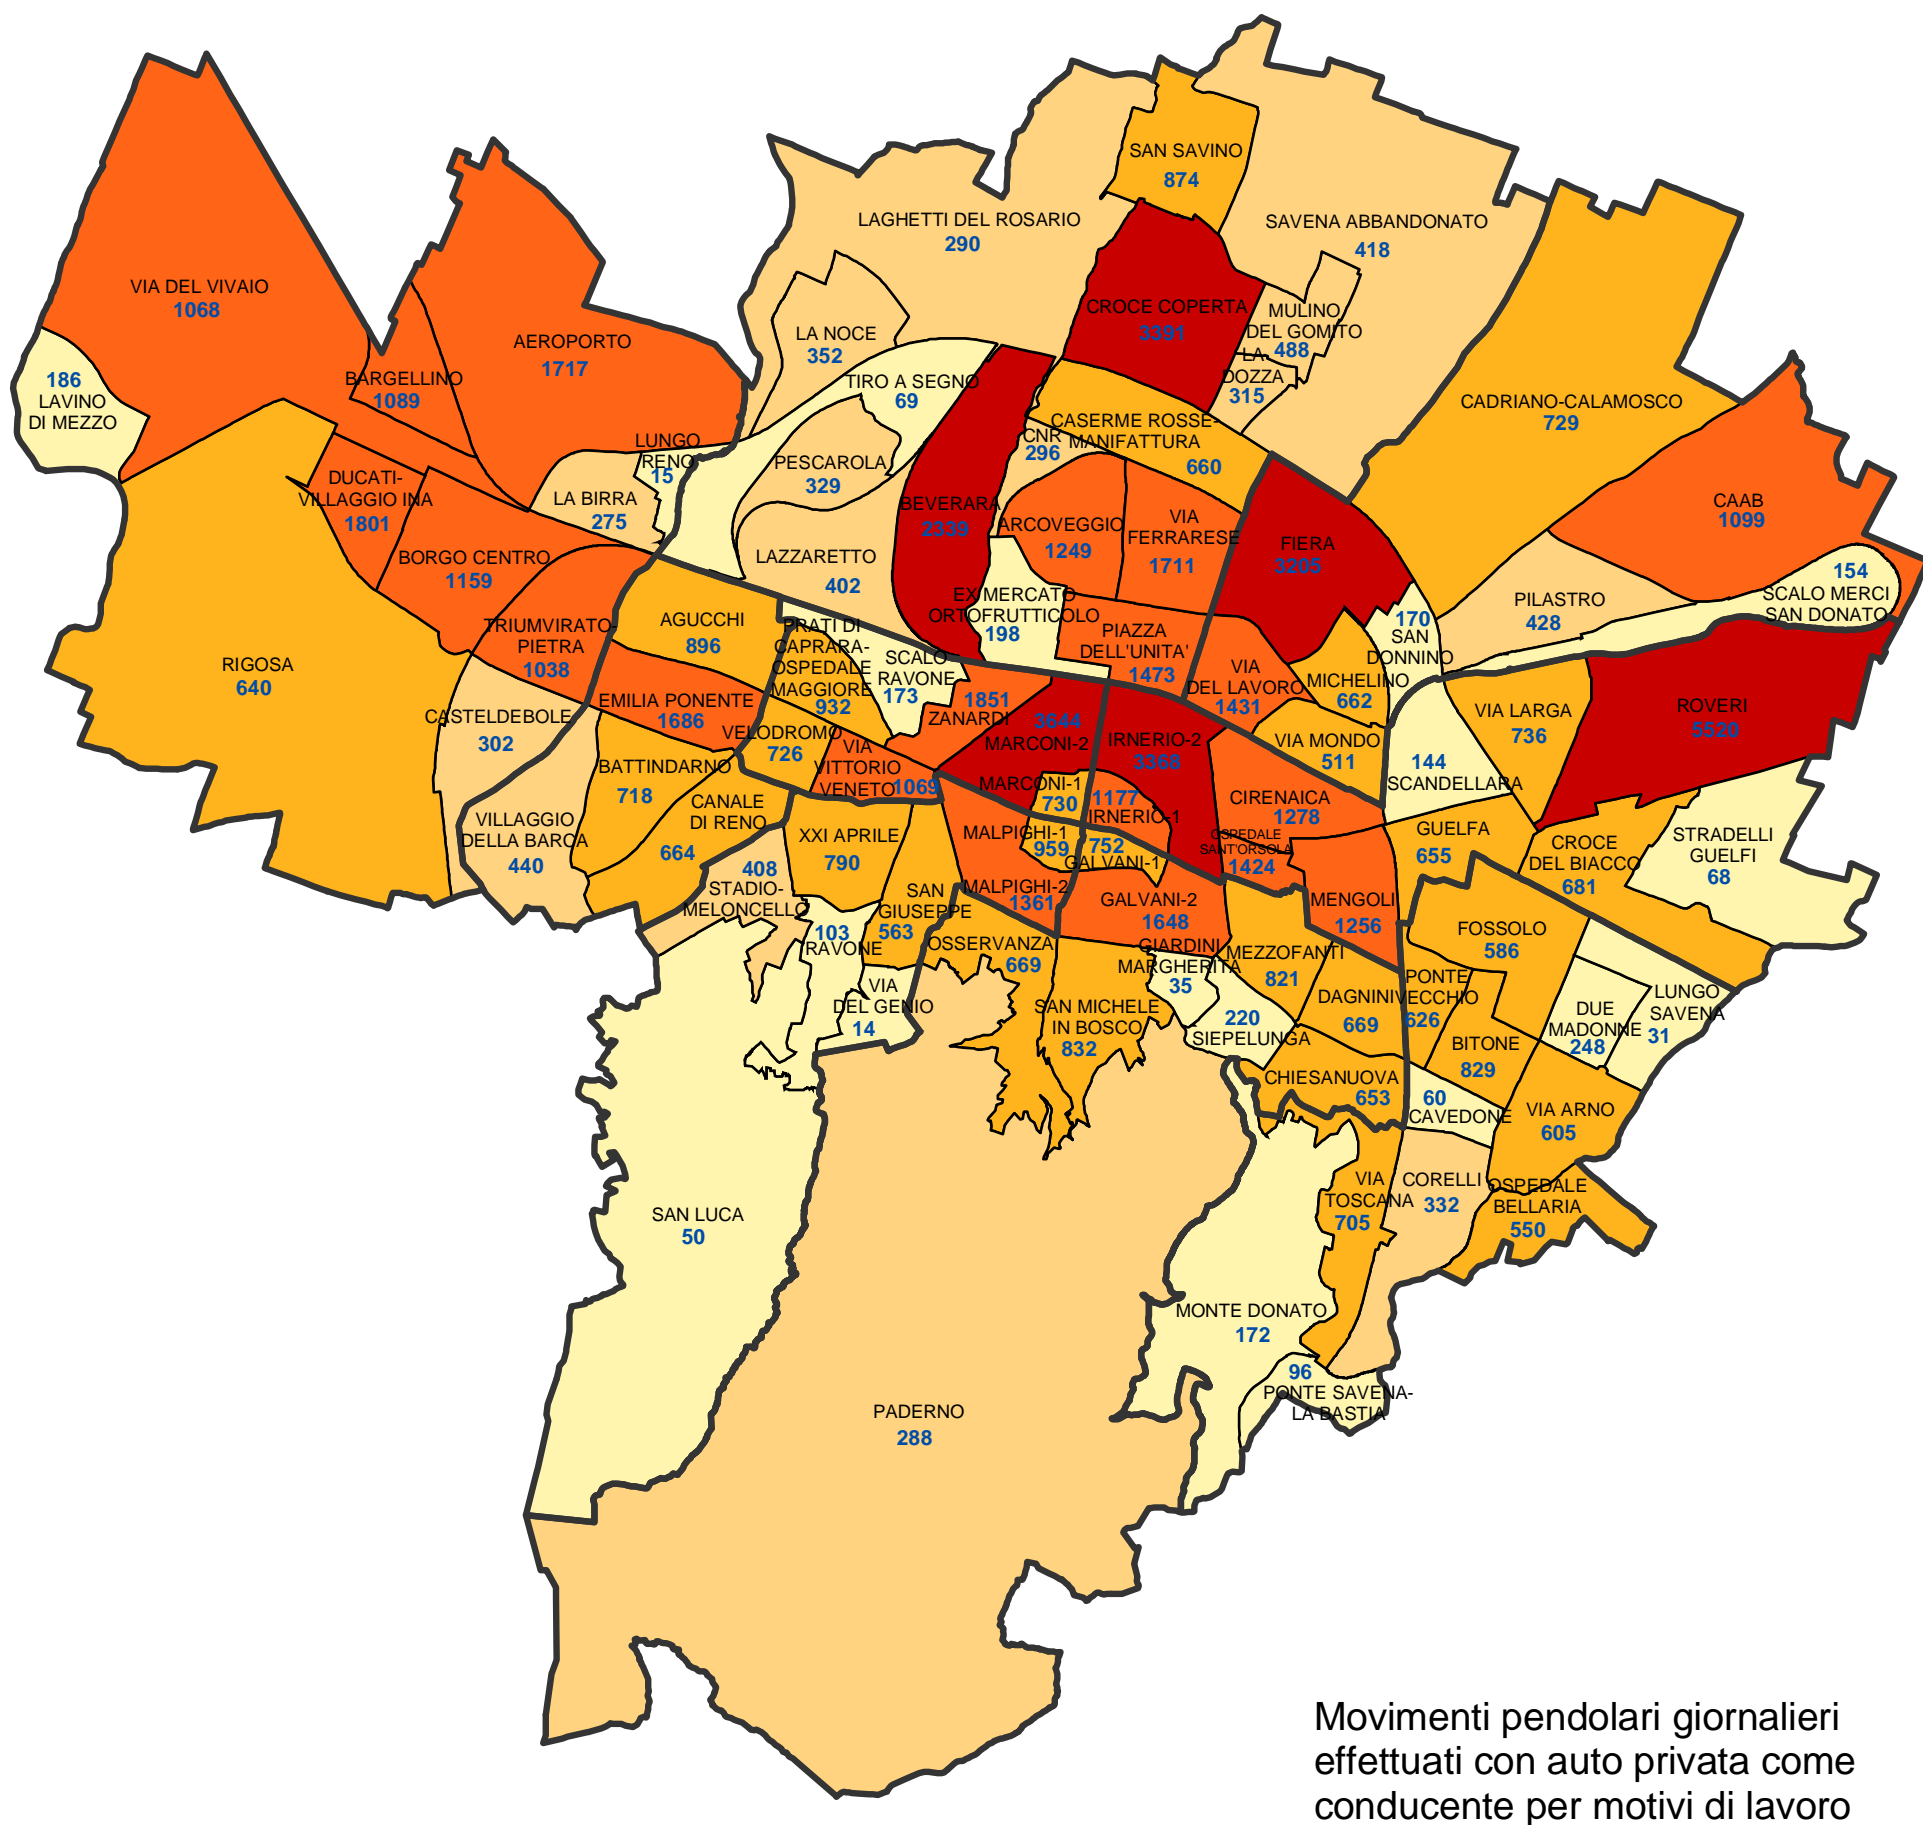 SAN SAVINO
874
LAGHETTI DEL ROSARIO
290
SAVENA ABBANDONATO
418
VIA DEL VIVAIO
1068
CROCE COPERTA
3391
MULINO
DEL GOMITO
488
LA NOCE
352
AEROPORTO
1717
LA
DOZZA
315
BARGELLINO
1089
186
LAVINO
DI MEZZO
TIRO A SEGNO
69
CADRIANO-CALAMOSCO
729
CASERME ROSSE-
MANIFATTURA
660
CNR
296
LUNGO
RENO
15
PESCAROLA
329
DUCATI-
VILLAGGIO INA
1801
LA BIRRA
275
BEVERARA
2339
ARCOVEGGIO
1249
VIA
FERRARESE
1711
FIERA
3205
CAAB
1099
BORGO CENTRO
1159
LAZZARETTO
402
154
SCALO MERCI
SAN DONATO
EX MERCATO
ORTOFRUTTICOLO
198
PILASTRO
428
TRIUMVIRATO-
PIETRA
1038
AGUCCHI
896
PRATI DI
CAPRARA-
OSPEDALE
MAGGIORE
932
SCALO
RAVONE
173
PIAZZA
DELL'UNITA'
1473
170
SAN
DONNINO
RIGOSA
640
VIA
DEL LAVORO
1431
MICHELINO
662
EMILIA PONENTE
1686
1851
ZANARDI
3644
MARCONI-2
IRNERIO-2
3368
VIA LARGA
736
ROVERI
5520
CASTELDEBOLE
302
VELODROMO
726
VIA
VITTORIO
VENETO
1069
VIA MONDO
511
144
SCANDELLARA
BATTINDARNO
718
MARCONI-1
730
1177
IRNERIO-1
CIRENAICA
1278
CANALE
DI RENO
664
VILLAGGIO
DELLA BARCA
440
XXI APRILE
790
MALPIGHI-1
959
752
GALVANI-1
OSPEDALE
SANT'ORSOLA
1424
GUELFA
655
CROCE
DEL BIACCO
681
STRADELLI
GUELFI
68
408
STADIO-
MELONCELLO
SAN
GIUSEPPE
563
MALPIGHI-2
1361
GALVANI-2
1648
MENGOLI
1256
103
RAVONE
OSSERVANZA
669
GIARDINI
MARGHERITA
35
MEZZOFANTI
821
FOSSOLO
586
VIA
DEL GENIO
14
SAN MICHELE
IN BOSCO
832
220
SIEPELUNGA
DAGNINI
669
PONTE
VECCHIO
626
DUE
MADONNE
248
LUNGO
SAVENA
31
BITONE
829
CHIESANUOVA
653
60
CAVEDONE
VIA ARNO
605
SAN LUCA
50
VIA
TOSCANA
705
CORELLI
332
OSPEDALE
BELLARIA
550
MONTE DONATO
172
96
PONTE SAVENA-
LA BASTIA
PADERNO
288
Movimenti pendolari giornalieri
effettuati con auto privata come
conducente per motivi di lavoro